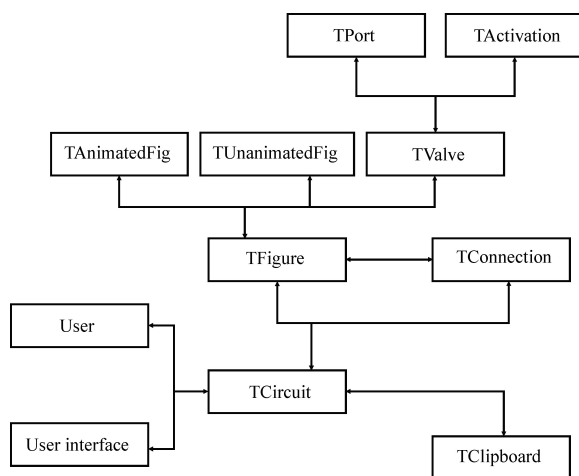 TPort
TActivation
TAnimatedFig
TUnanimatedFig
TValve
TFigure
TConnection
User
TCircuit
User interface
TClipboard